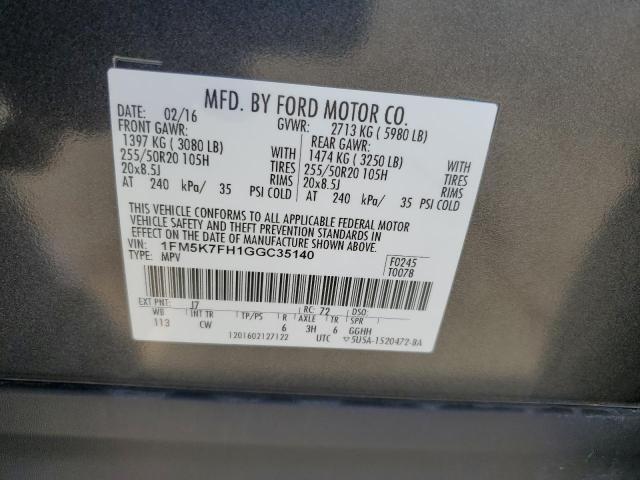 MFD. BY FORD MOTOR CO.
DATE: 02/16 GVWR: 2713 KG ( 5980 LB)
FRONT GAWR: REAR GAWR:
1397 KG ( 3080 LB) WITH 1474 KG ( 3250 LB) WITH
255/50R20 105H TIRES 255/50R20 105H TIRES
20x8.5J RIMS 20x8.5J RIMS
AT 240 kPa/ 35 PSI COLD AT 240 kPa/ 35 PSI COLD
THIS VEHICLE CONFORMS TO ALL APPLICABLE FEDERAL MOTOR
VEHICLE SAFETY AND THEFT PREVENTION STANDARDS IN
EFFECT ON THE DATE OF MANUFACTURE SHOWN ABOVE.
VIN: 1FM5K7FH1GGC35140 F0245
TYPE: MPV T0078
EXT PNT: J7 RC: 72 DSO:
WB INT TR TP/PS R AXLE TR SPR
113 CW 6 3H 6 GGHH
1201602127122 UTC ▽5U5A-1520472-BA